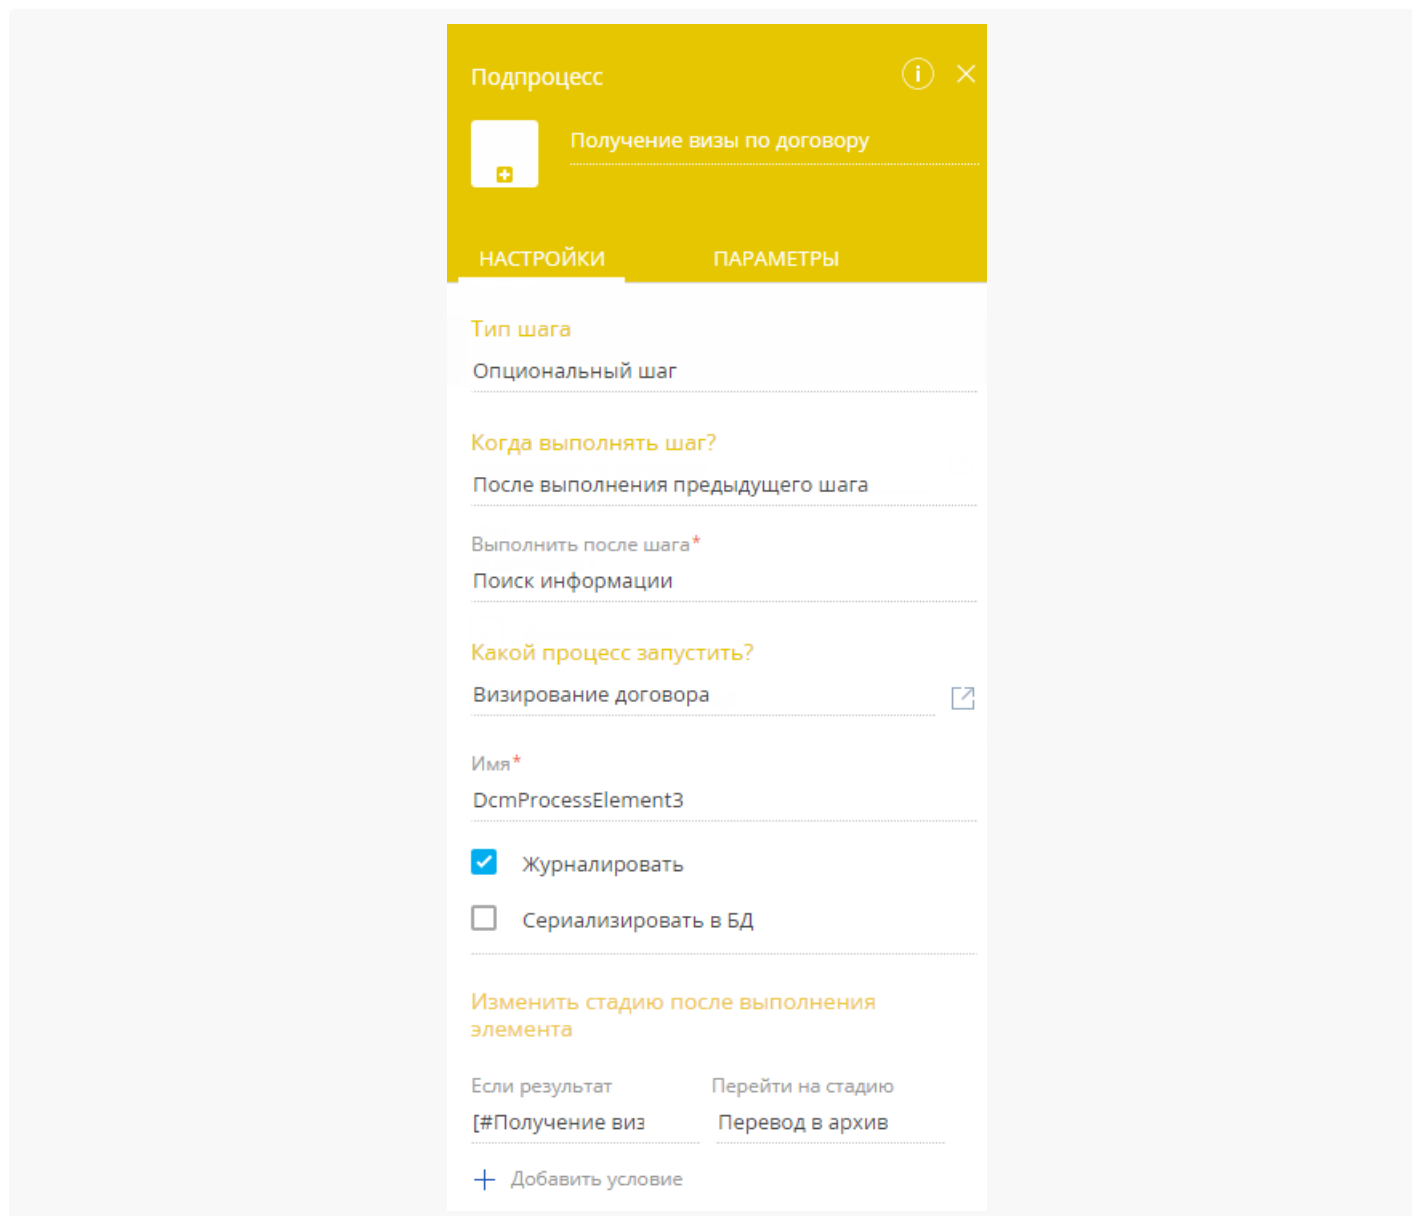 Подпроцесс
Получение визы по договору
НАСТРОЙКИ ПАРАМЕТРЫ
Тип шага
Опциональный шаг
Когда выполнять шаг?
После выполнения предыдущего шага
Выполнить после шага*
Поиск информации
Какой процесс запустить?
Визирование договора
Имя*
DcmProcessElement3
Журналировать
Сериализировать в БД
Изменить стадию после выполнения
элемента
Если результат Перейти на стадию
[#Получение виз Перевод в архив
Добавить условие